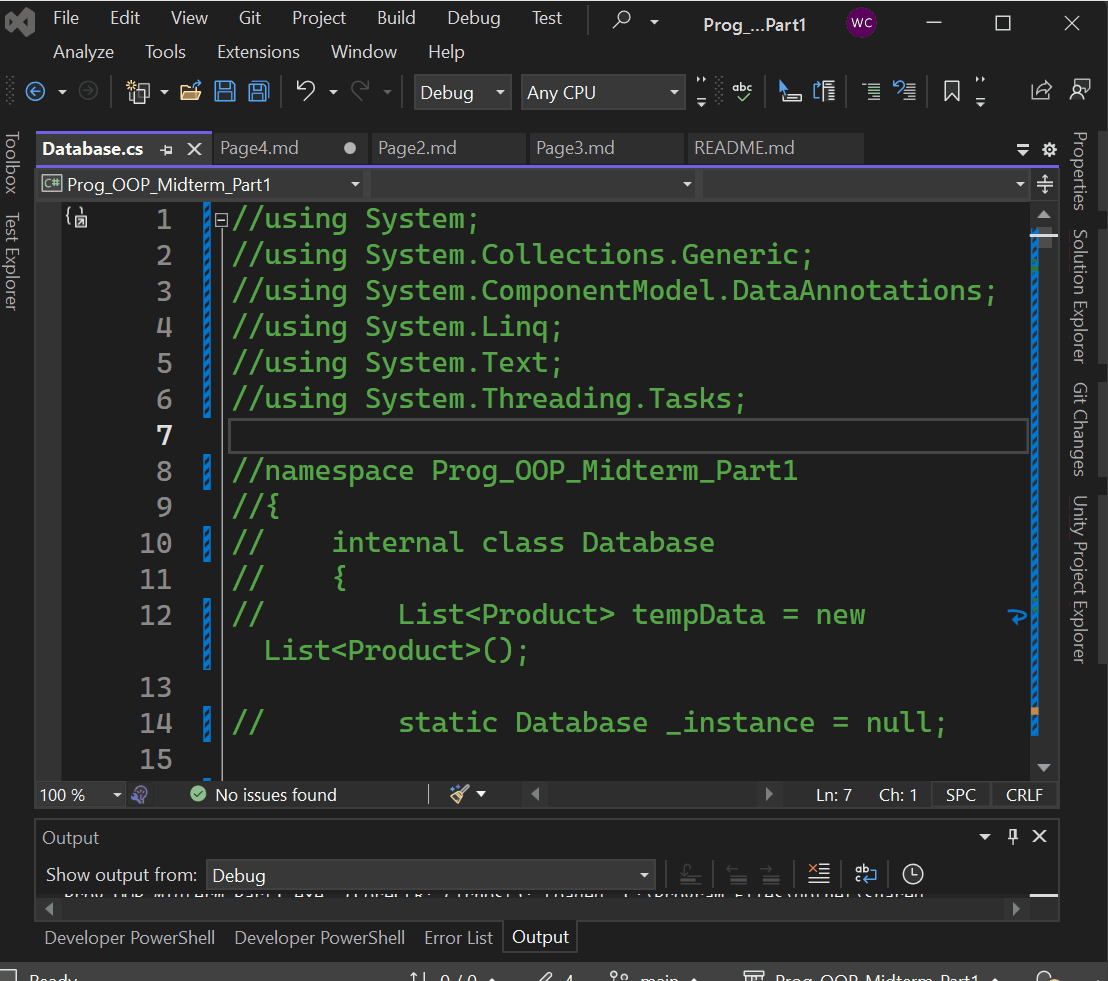 File Edit View Git Project Build Debug Test Prog_...Part1 WC
Analyze Tools Extensions Window Help
Debug Any CPU abc
Toolbox
Test Explorer
Database.cs Page4.md Page2.md Page3.md README.md
C# Prog_OOP_Midterm_Part1
1 //using System;
2 //using System.Collections.Generic;
3 //using System.ComponentModel.DataAnnotations;
4 //using System.Linq;
5 //using System.Text;
6 //using System.Threading.Tasks;
7
8 //namespace Prog_OOP_Midterm_Part1
9 //{
10 //    internal class Database
11 //    {
12 //        List<Product> tempData = new
List<Product>();
13
14 //        static Database _instance = null;
15
Properties
Solution Explorer
Git Changes
Unity Project Explorer
100 % No issues found Ln: 7 Ch: 1 SPC CRLF
Output
Show output from: Debug ab
Developer PowerShell Developer PowerShell Error List Output
Ready 0 / 0 4 main Prog_OOP_Midterm_Part1